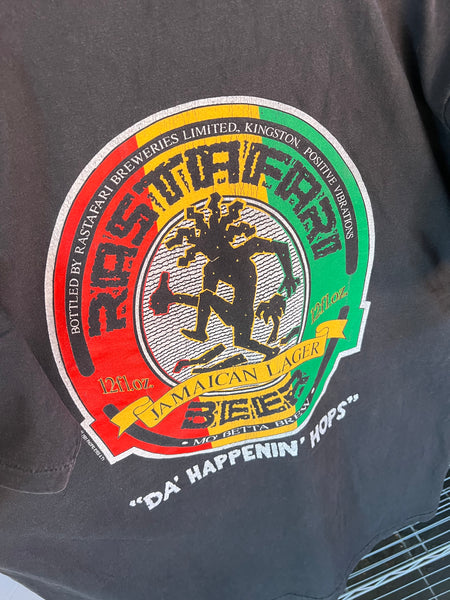 BOTTLED BY RASTAFARI BREWERIES LIMITED, KINGSTON POSITIVE VIBRATIONS
RASTAFARI
12fl.oz. 12fl.oz.
JAMAICAN LAGER
BEER
• MO' BETTA BREW
"DA' HAPPENIN' HOPS"